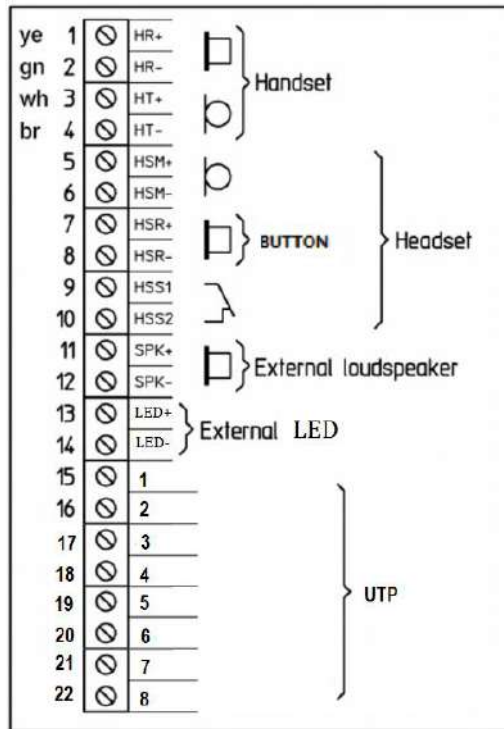 ye 1 HR+
gn 2 HR-
Handset
wh 3 HT+
br 4 HT-
5 HSM+
6 HSM-
7 HSR+
BUTTON
Headset
8 HSR-
9 HSS1
10 HSS2
11 SPK+
External loudspeaker
12 SPK-
13 LED+
External LED
14 LED-
15 1
16 2
17 3
18 4
19 5
UTP
20 6
21 7
22 8